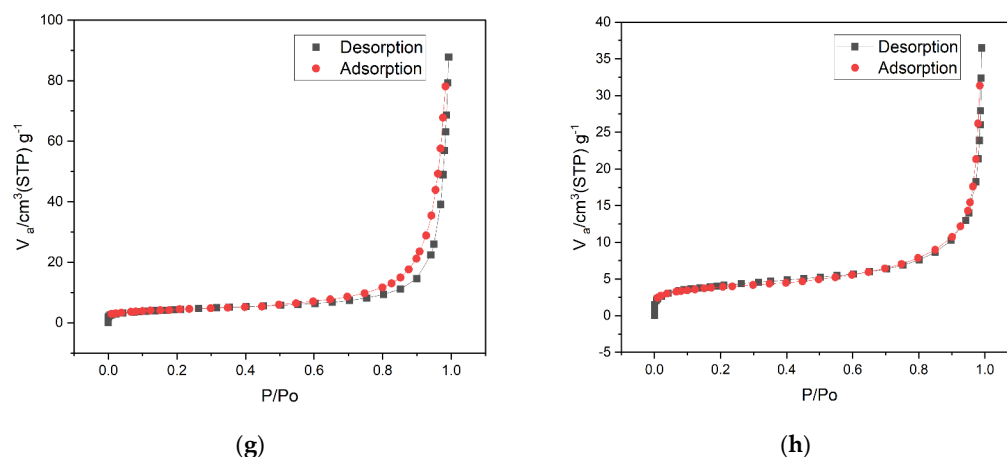 100
80
60
40
20
0
V a/cm³(STP) g⁻¹
Desorption
Adsorption
0.0 0.2 0.4 0.6 0.8 1.0
P/Po
(g)
40
35
30
25
20
15
10
5
0
-5
V a/cm³(STP) g⁻¹
Desorption
Adsorption
0.0 0.2 0.4 0.6 0.8 1.0
P/Po
(h)